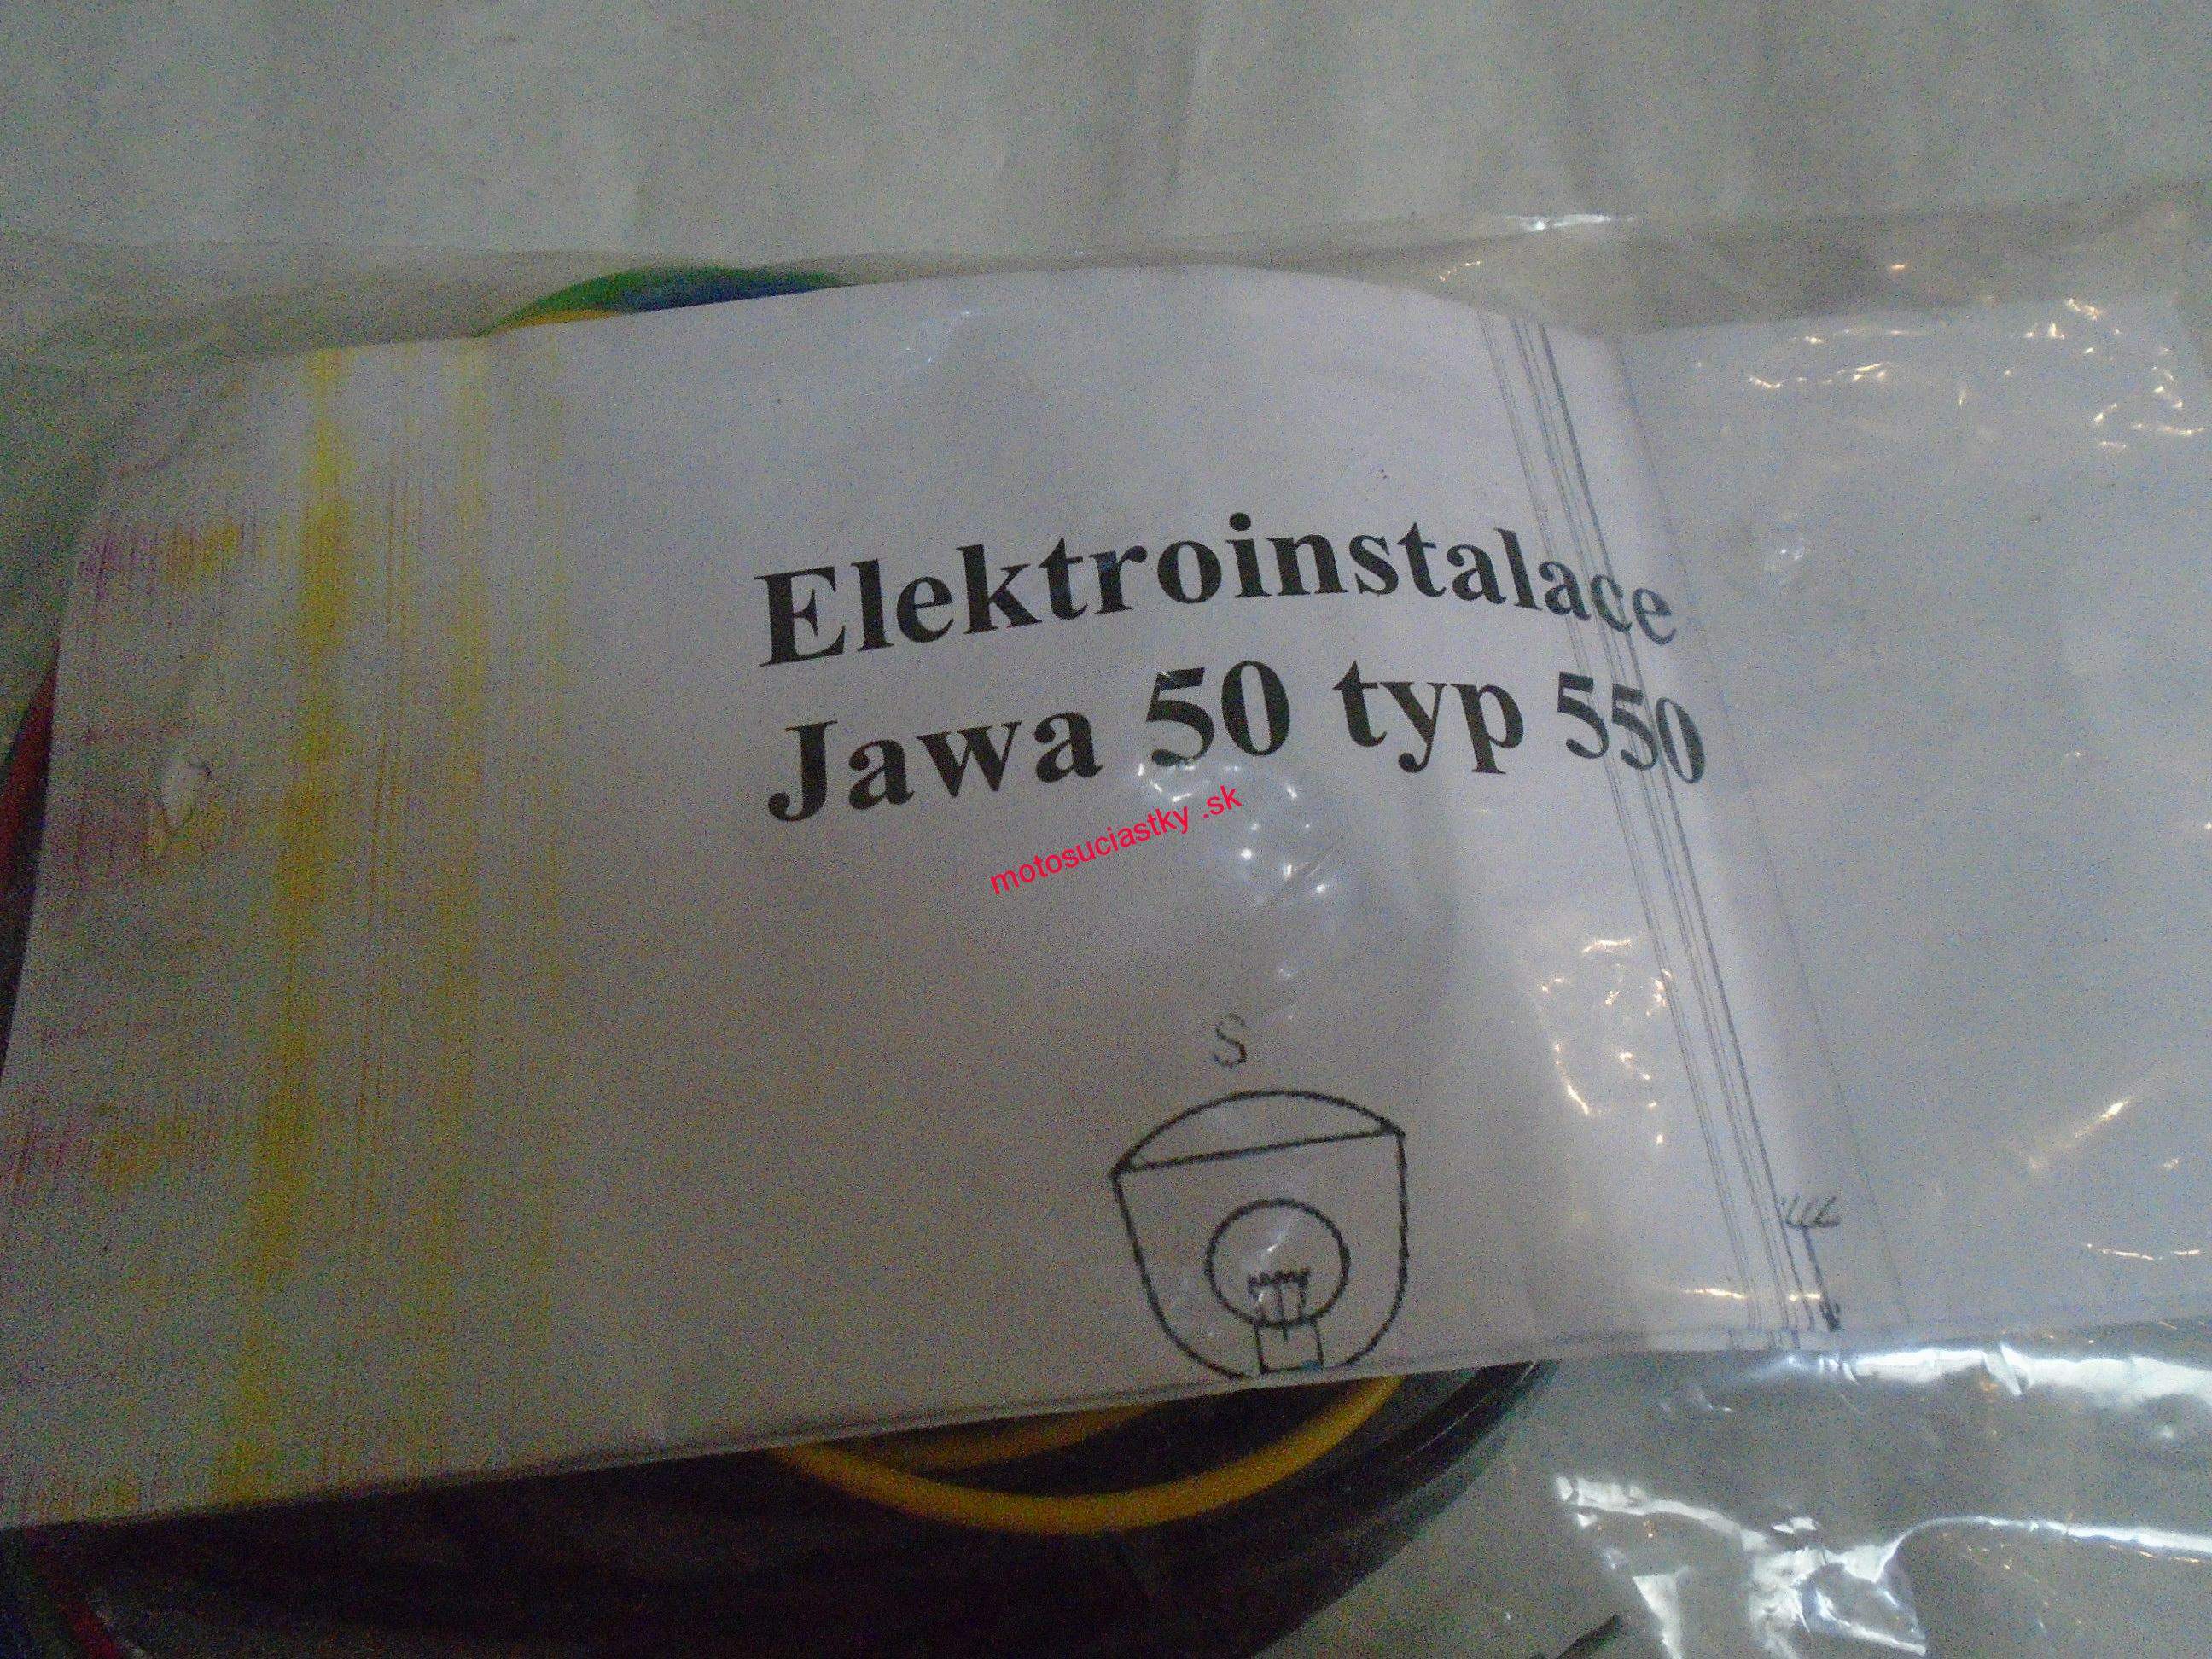 Elektroinstalace
Jawa 50 typ 550
motosuciastky .sk
S